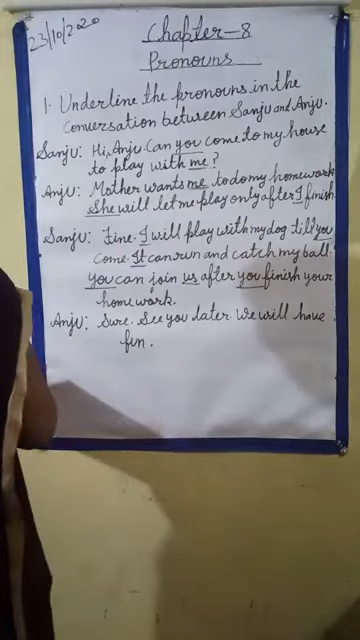 23/10/2020
Chapter-8
Pronouns
1. Underline the pronouns in the
conversation between Sanju and Anju.
Sanju: Hi, Anju. Can you come to my house
to play with me?
Anju: Mother wants me to do my homework
She will let me play only after I finish.
Sanju: Fine. I will play with my dog till you
come. It can run and catch my ball.
you can join us after you finish your
home work.
Anju: Sure. See you later. We will have
fun.